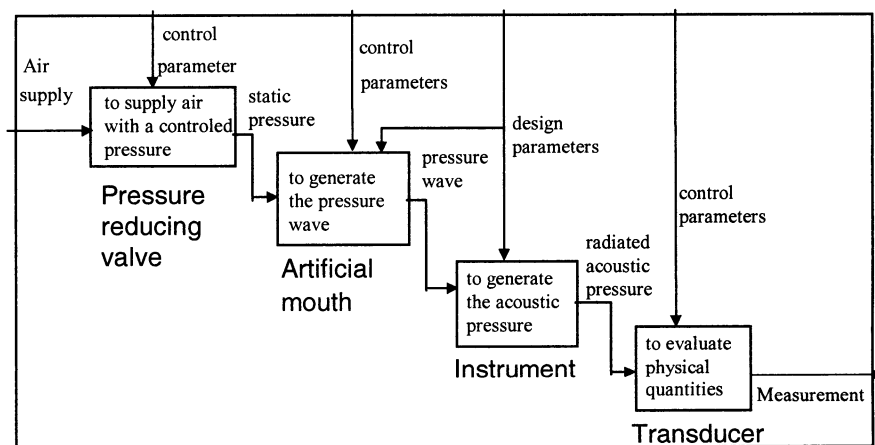 control
parameter
Air
supply
to supply air
with a controled
pressure
Pressure
reducing
valve
static
pressure
control
parameters
to generate
the pressure
wave
Artificial
mouth
pressure
wave
design
parameters
to generate
the acoustic
pressure
Instrument
radiated
acoustic
pressure
control
parameters
to evaluate
physical
quantities
Transducer
Measurement